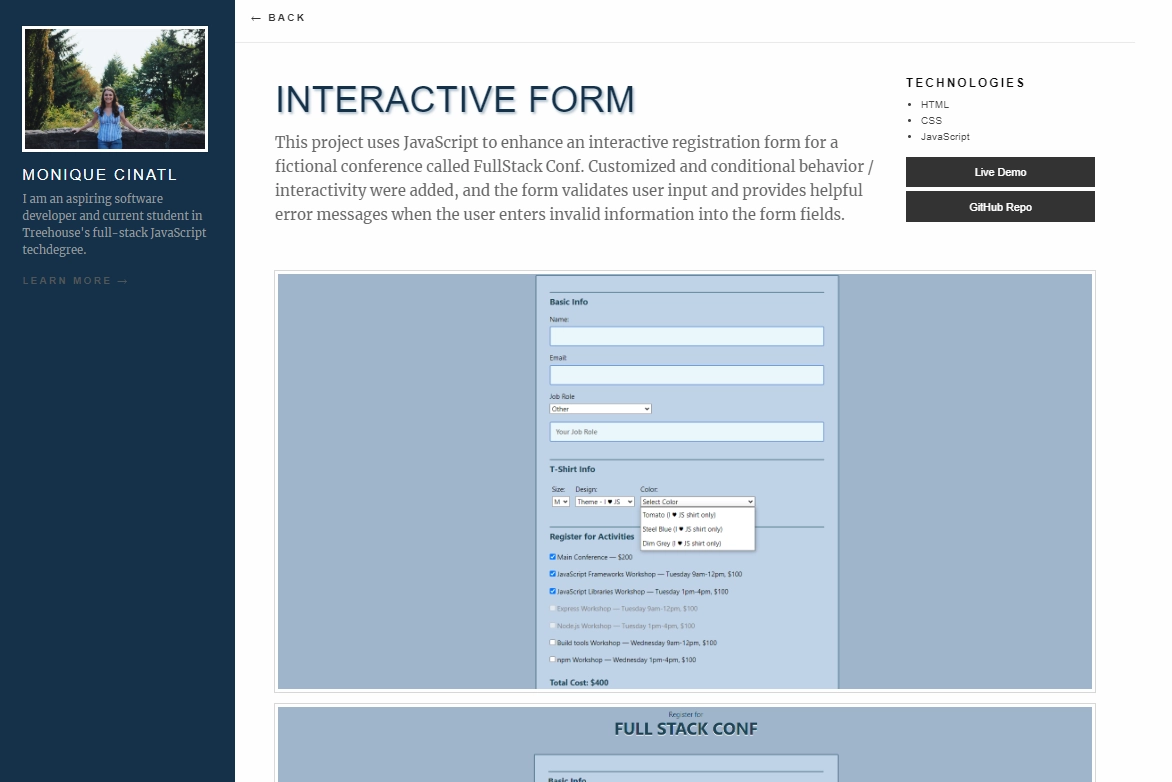 ← BACK
MONIQUE CINATL
I am an aspiring software
developer and current student in
Treehouse's full-stack JavaScript
techdegree.
LEARN MORE →
INTERACTIVE FORM
This project uses JavaScript to enhance an interactive registration form for a
fictional conference called FullStack Conf. Customized and conditional behavior /
interactivity were added, and the form validates user input and provides helpful
error messages when the user enters invalid information into the form fields.
TECHNOLOGIES
• HTML
• CSS
• JavaScript
Live Demo
GitHub Repo
Basic Info
Name:
Email:
Job Role
Other
Your Job Role
T-Shirt Info
Size: Design: Color:
M Theme - I ♥ JS Select Color
Tomato (I ♥ JS shirt only)
Steel Blue (I ♥ JS shirt only)
Dim Grey (I ♥ JS shirt only)
Register for Activities
Main Conference — $200
JavaScript Frameworks Workshop — Tuesday 9am-12pm, $100
JavaScript Libraries Workshop — Tuesday 1pm-4pm, $100
Express Workshop — Tuesday 9am-12pm, $100
Node.js Workshop — Tuesday 1pm-4pm, $100
Build tools Workshop — Wednesday 9am-12pm, $100
npm Workshop — Wednesday 1pm-4pm, $100
Total Cost: $400
Register for
FULL STACK CONF
Basic Info